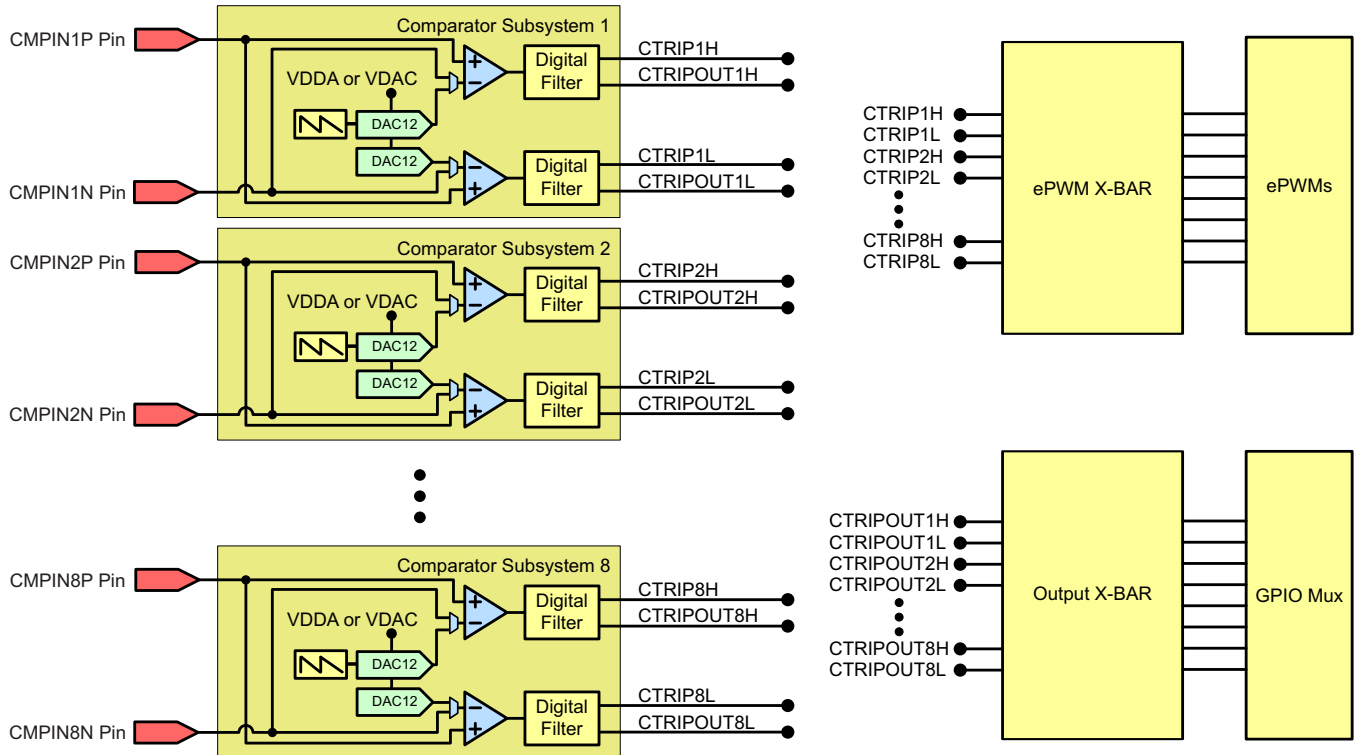 Comparator Subsystem 1
CMPIN1P Pin
VDDA or VDAC
DAC12
DAC12
Digital
Filter
Digital
Filter
CTRIP1H
CTRIPOUT1H
CTRIP1L
CTRIPOUT1L
CMPIN1N Pin
Comparator Subsystem 2
CMPIN2P Pin
VDDA or VDAC
DAC12
DAC12
Digital
Filter
Digital
Filter
CTRIP2H
CTRIPOUT2H
CTRIP2L
CTRIPOUT2L
CMPIN2N Pin
Comparator Subsystem 8
CMPIN8P Pin
VDDA or VDAC
DAC12
DAC12
Digital
Filter
Digital
Filter
CTRIP8H
CTRIPOUT8H
CTRIP8L
CTRIPOUT8L
CMPIN8N Pin
CTRIP1H
CTRIP1L
CTRIP2H
CTRIP2L
CTRIP8H
CTRIP8L
ePWM X-BAR
ePWMs
CTRIPOUT1H
CTRIPOUT1L
CTRIPOUT2H
CTRIPOUT2L
CTRIPOUT8H
CTRIPOUT8L
Output X-BAR
GPIO Mux